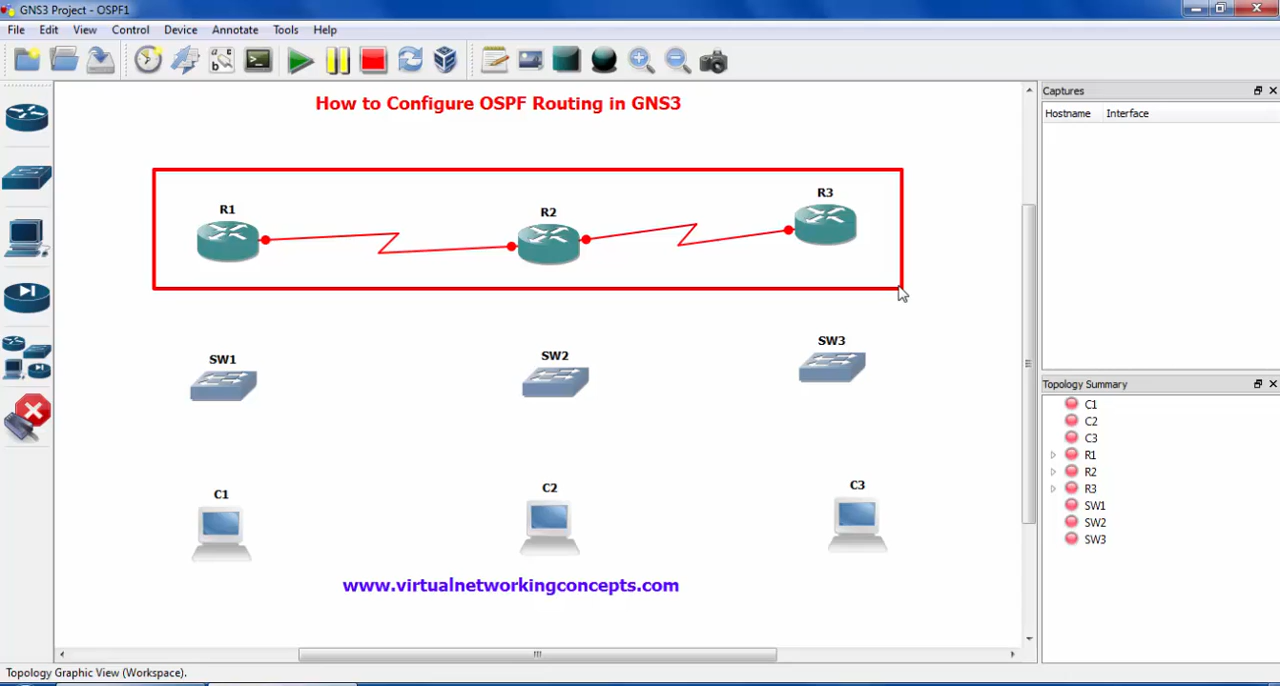 GNS3 Project - OSPF1
File Edit View Control Device Annotate Tools Help
How to Configure OSPF Routing in GNS3
R1
R2
R3
SW1
SW2
SW3
C1
C2
C3
www.virtualnetworkingconcepts.com
Captures
Hostname Interface
Topology Summary
C1
C2
C3
R1
R2
R3
SW1
SW2
SW3
Topology Graphic View (Workspace).